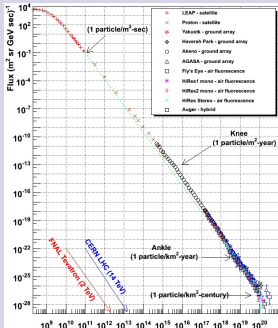 Flux (m² sr GeV sec)⁻¹
10⁴
10²
10⁻¹
10⁻⁴
10⁻⁷
10⁻¹⁰
10⁻¹³
10⁻¹⁶
10⁻¹⁹
10⁻²²
10⁻²⁵
10⁻²⁸
LEAP - satellite
Proton - satellite
Yakustk - ground array
Haverah Park - ground array
Akeno - ground array
AGASA - ground array
Fly's Eye - air fluorescence
HiRes1 mono - air fluorescence
HiRes2 mono - air fluorescence
HiRes Stereo - air fluorescence
Auger - hybrid
(1 particle/m²-sec)
Knee
(1 particle/m²-year)
Ankle
(1 particle/km²-year)
(1 particle/km²-century)
FNAL Tevatron (2 TeV)
CERN LHC (14 TeV)
10⁹ 10¹⁰ 10¹¹ 10¹² 10¹³ 10¹⁴ 10¹⁵ 10¹⁶ 10¹⁷ 10¹⁸ 10¹⁹ 10²⁰